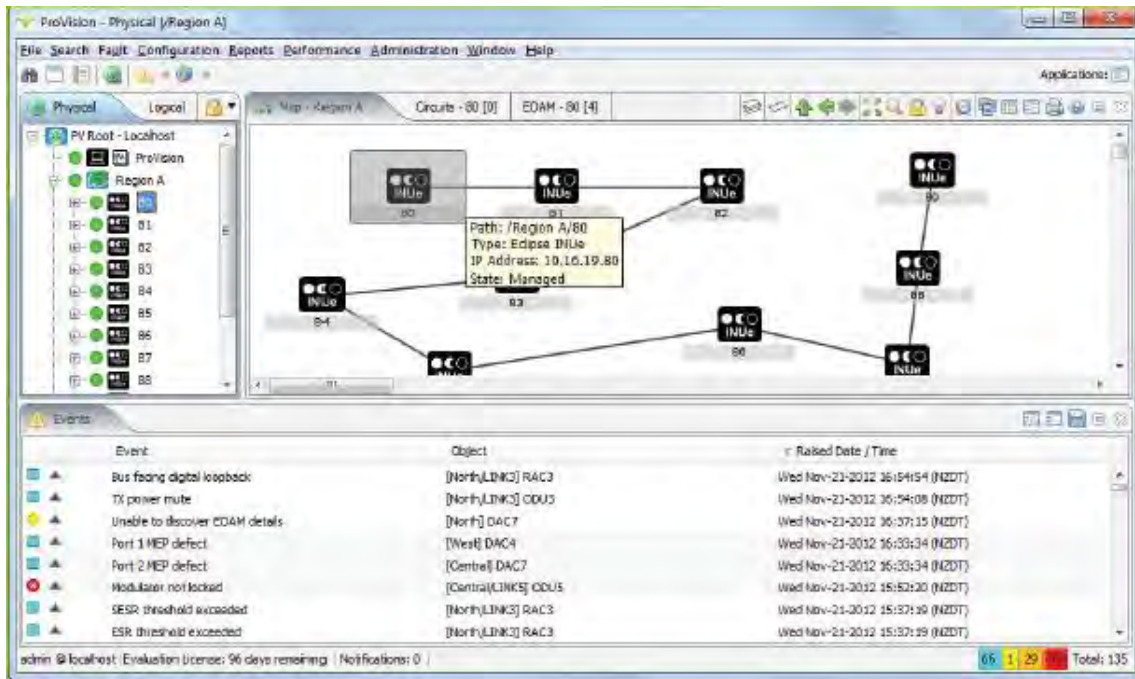 ProVision - Physical [/Region A]
File Search Fault Configuration Reports Performance Administration Window Help
Applications:
Physical Logical Map - Region A Circuits - 80 [0] EOAM - 80 [4]
PV Root - Localhost
ProVision
Region A
80
81
82
83
84
85
86
87
88
INUe
80
INUe
81
INUe
82
INUe
INUe
Path: /Region A/80
Type: Eclipse INUe
IP Address: 10.16.19.80
State: Managed
INUe
84
83
INUe
INUe
INUe
Events
Event Object Raised Date / Time
Bus facing digital loopback [North/LINK3] RAC3 Wed Nov-21-2012 16:54:54 (NZDT)
TX power mute [North/LINK3] ODU3 Wed Nov-21-2012 16:54:08 (NZDT)
Unable to discover EOAM details [North] DAC7 Wed Nov-21-2012 16:37:15 (NZDT)
Port 1 MEP defect [West] DAC4 Wed Nov-21-2012 16:33:34 (NZDT)
Port 2 MEP defect [Central] DAC7 Wed Nov-21-2012 16:33:34 (NZDT)
Modulator not locked [Central/LINK5] ODU5 Wed Nov-21-2012 15:52:20 (NZDT)
SESR threshold exceeded [North/LINK3] RAC3 Wed Nov-21-2012 15:37:19 (NZDT)
ESR threshold exceeded [North/LINK3] RAC3 Wed Nov-21-2012 15:37:19 (NZDT)
admin @ localhost Evaluation License: 96 days remaining Notifications: 0 65 1 29 Total: 135